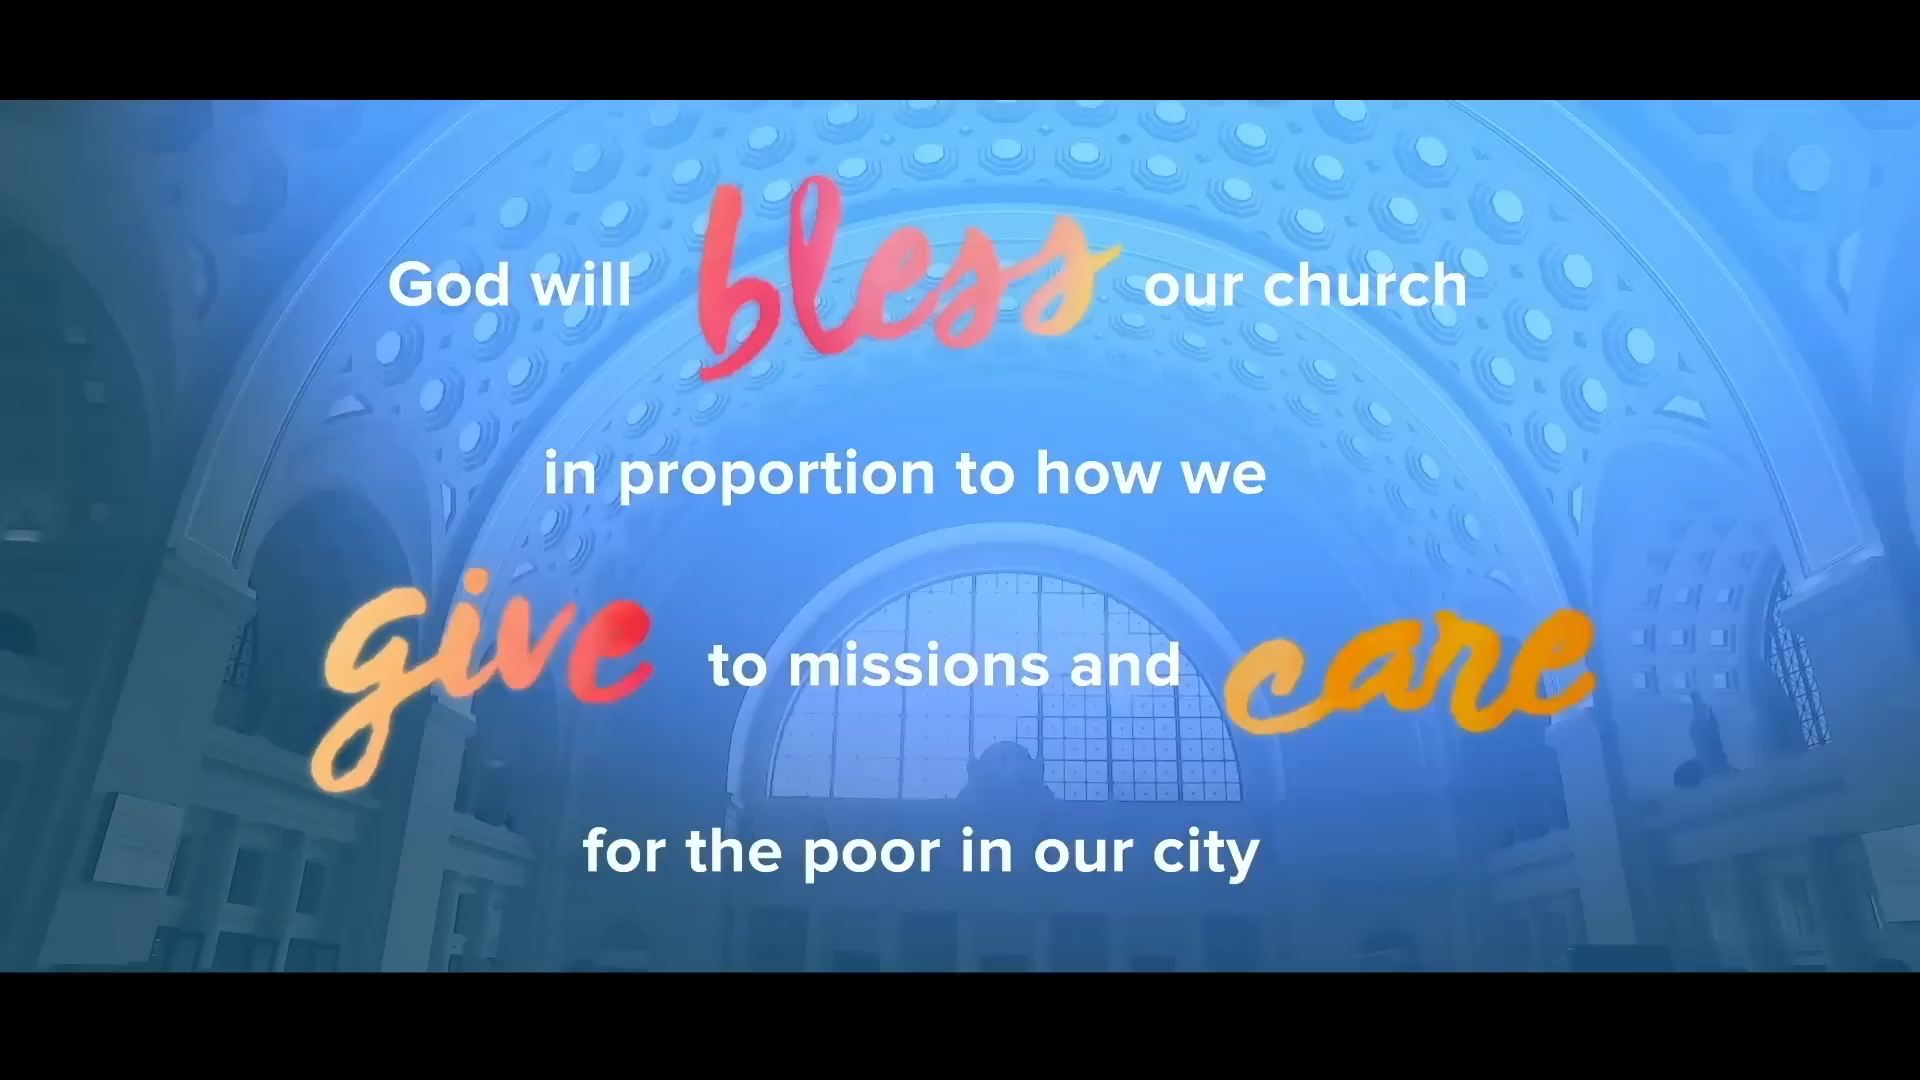 God will bless our church
in proportion to how we
give to missions and care
for the poor in our city